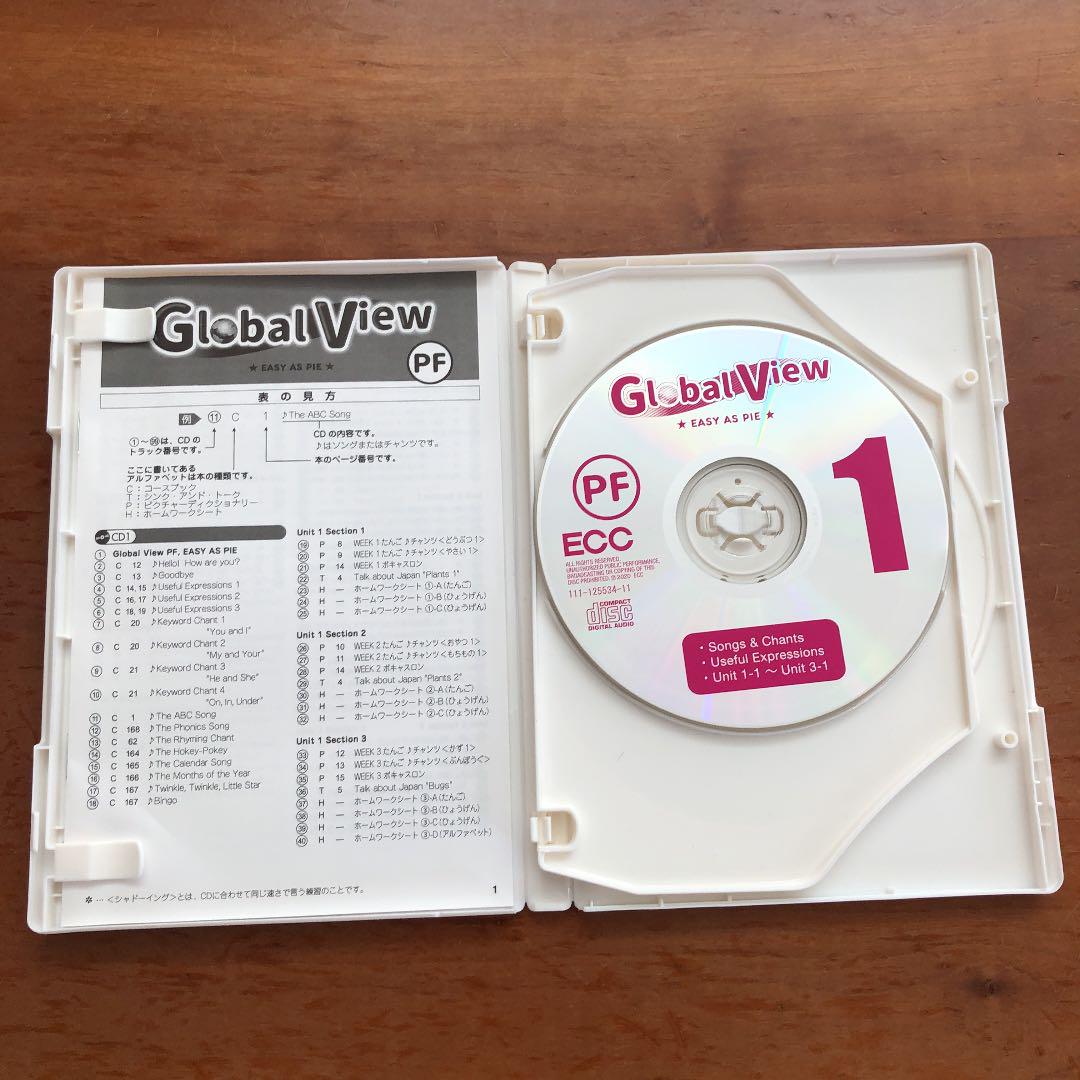 Global View
★ EASY AS PIE ★
PF
表の見方
例 ⑪ C 1 ♪The ABC Song
①～98は、CDの
トラック番号です。
CDの内容です。
♪はソングまたはチャンツです。
本のページ番号です。
ここに書いてある
アルファベットは本の種類です。
C：コースブック
T：シンク・アンド・トーク
P：ピクチャーディクショナリー
H：ホームワークシート
CD1
① Global View PF, EASY AS PIE
② C 12 ♪Hello! How are you?
③ C 13 ♪Goodbye
④ C 14, 15 ♪Useful Expressions 1
⑤ C 16, 17 ♪Useful Expressions 2
⑥ C 18, 19 ♪Useful Expressions 3
⑦ C 20 ♪Keyword Chant 1
"You and I"
⑧ C 20 ♪Keyword Chant 2
"My and Your"
⑨ C 21 ♪Keyword Chant 3
"He and She"
⑩ C 21 ♪Keyword Chant 4
"On, In, Under"
⑪ C 1 ♪The ABC Song
⑫ C 168 ♪The Phonics Song
⑬ C 62 ♪The Rhyming Chant
⑭ C 164 ♪The Hokey-Pokey
⑮ C 165 ♪The Calendar Song
⑯ C 166 ♪The Months of the Year
⑰ C 167 ♪Twinkle, Twinkle, Little Star
⑱ C 167 ♪Bingo
Unit 1 Section 1
⑲ P 8 WEEK 1 たんご♪チャンツ＜どうぶつ 1＞
⑳ P 9 WEEK 1 たんご♪チャンツ＜やさい 1＞
㉑ P 14 WEEK 1 ボキャスロン
㉒ T 4 Talk about Japan "Plants 1"
㉓ H — ホームワークシート ①-A(たんご)
㉔ H — ホームワークシート ①-B(ひょうげん)
㉕ H — ホームワークシート ①-C(ひょうげん)
Unit 1 Section 2
㉖ P 10 WEEK 2 たんご♪チャンツ＜おやつ 1＞
㉗ P 11 WEEK 2 たんご♪チャンツ＜もちもの 1＞
㉘ P 14 WEEK 2 ボキャスロン
㉙ T 4 Talk about Japan "Plants 2"
㉚ H — ホームワークシート ②-A(たんご)
㉛ H — ホームワークシート ②-B(ひょうげん)
㉜ H — ホームワークシート ②-C(ひょうげん)
Unit 1 Section 3
㉝ P 12 WEEK 3 たんご♪チャンツ＜かず 1＞
㉞ P 13 WEEK 3 たんご♪チャンツ＜ぶんぼうぐ＞
㉟ P 15 WEEK 3 ボキャスロン
㊱ T 5 Talk about Japan "Bugs"
㊲ H — ホームワークシート ③-A(たんご)
㊳ H — ホームワークシート ③-B(ひょうげん)
㊴ H — ホームワークシート ③-C(ひょうげん)
㊵ H — ホームワークシート ③-D(アルファベット)
✲ … ＜シャドーイング＞とは、CDに合わせて同じ速さで言う練習のことです。
1
Global View
★ EASY AS PIE ★
PF
1
ECC
ALL RIGHTS RESERVED.
UNAUTHORIZED PUBLIC PERFORMANCE,
BROADCASTING OR COPYING OF THIS
DISC PROHIBITED. ℗ 2020 ECC
111-125534-11
COMPACT
disc
DIGITAL AUDIO
・Songs & Chants
・Useful Expressions
・Unit 1-1 ～ Unit 3-1